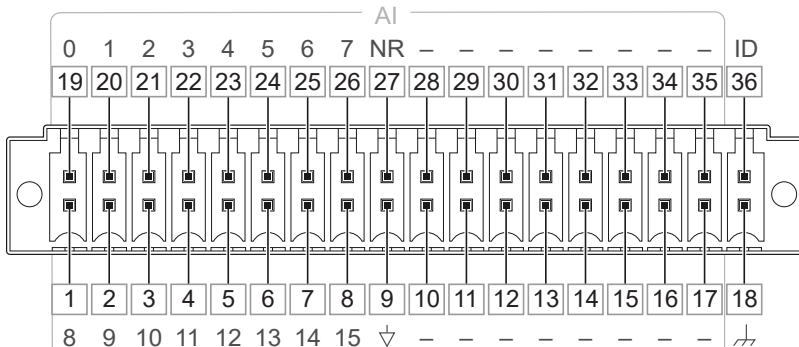 AI
0 1 2 3 4 5 6 7 NR – – – – – – – – ID
19 20 21 22 23 24 25 26 27 28 29 30 31 32 33 34 35 36
1 2 3 4 5 6 7 8 9 10 11 12 13 14 15 16 17 18
8 9 10 11 12 13 14 15 – – – – – – – –